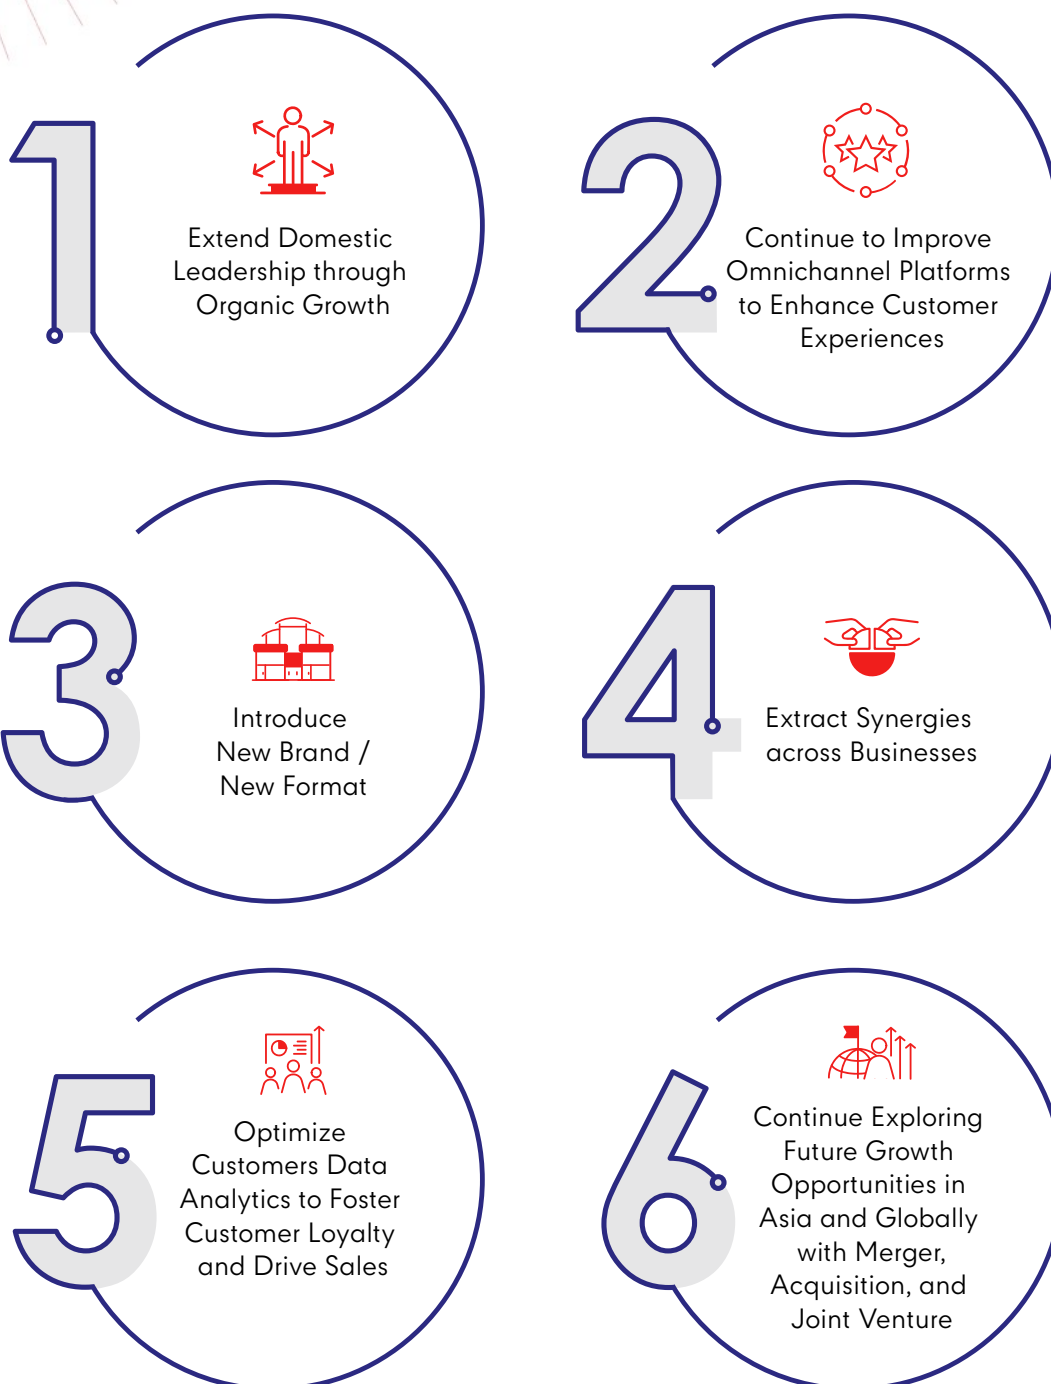 1
Extend Domestic
Leadership through
Organic Growth
2
Continue to Improve
Omnichannel Platforms
to Enhance Customer
Experiences
3
Introduce
New Brand /
New Format
4
Extract Synergies
across Businesses
5
Optimize
Customers Data
Analytics to Foster
Customer Loyalty
and Drive Sales
6
Continue Exploring
Future Growth
Opportunities in
Asia and Globally
with Merger,
Acquisition, and
Joint Venture